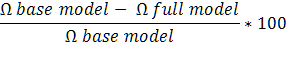 Ω base model − Ω full model
Ω base model
* 100